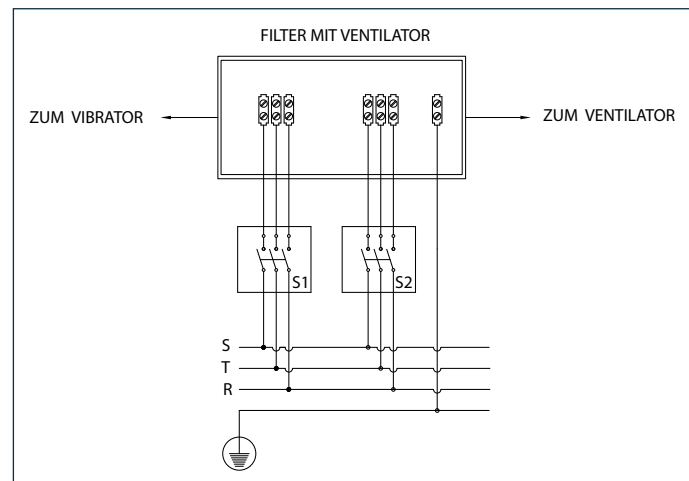 FILTER MIT VENTILATOR
ZUM VIBRATOR
ZUM VENTILATOR
S1
S2
S
T
R